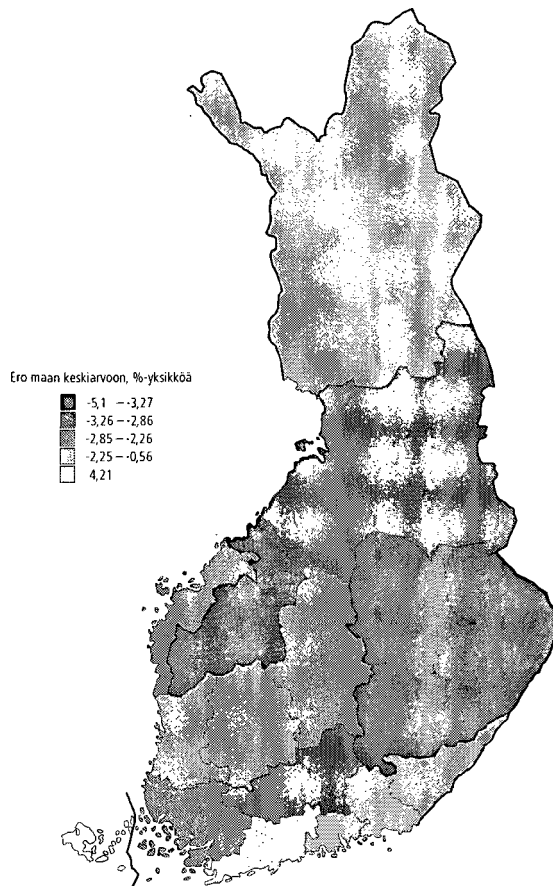 Ero maan keskiarvoon, %-yksikköä
-5,1 – -3,27
-3,26 – -2,86
-2,85 – -2,26
-2,25 – -0,56
4,21